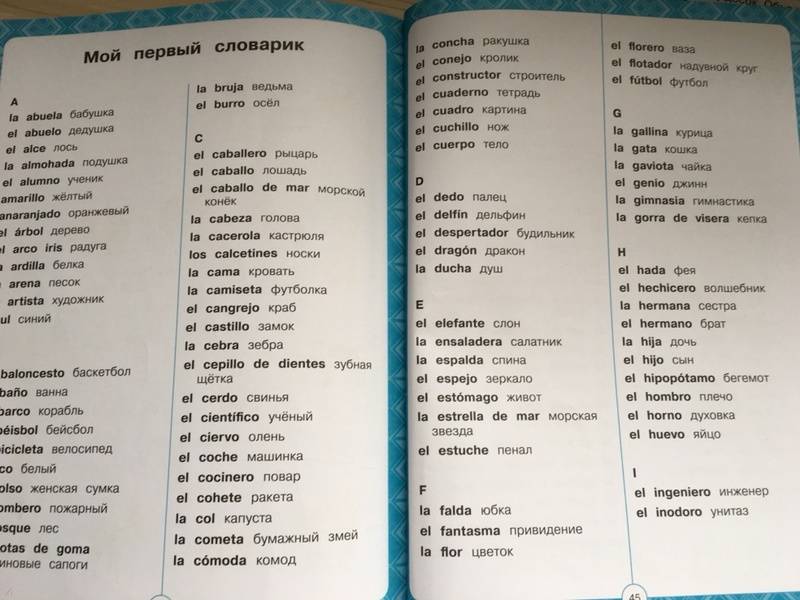 Мой первый словарик
A
la abuela бабушка
el abuelo дедушка
el alce лось
la almohada подушка
el alumno ученик
amarillo жёлтый
anaranjado оранжевый
el árbol дерево
el arco iris радуга
a ardilla белка
arena песок
artista художник
ul синий
baloncesto баскетбол
baño ванна
barco корабль
béisbol бейсбол
bicicleta велосипед
co белый
olso женская сумка
ombero пожарный
osque лес
otas de goma
иновые сапоги
la bruja ведьма
el burro осёл
C
el caballero рыцарь
el caballo лошадь
el caballo de mar морской
конёк
la cabeza голова
la cacerola кастрюля
los calcetines носки
la cama кровать
la camiseta футболка
el cangrejo краб
el castillo замок
la cebra зебра
el cepillo de dientes зубная
щётка
el cerdo свинья
el científico учёный
el ciervo олень
el coche машинка
el cocinero повар
el cohete ракета
la col капуста
la cometa бумажный змей
la cómoda комод
la concha ракушка
el conejo кролик
el constructor строитель
el cuaderno тетрадь
el cuadro картина
el cuchillo нож
el cuerpo тело
D
el dedo палец
el delfín дельфин
el despertador будильник
el dragón дракон
la ducha душ
E
el elefante слон
la ensaladera салатник
la espalda спина
el espejo зеркало
el estómago живот
la estrella de mar морская
звезда
el estuche пенал
F
la falda юбка
el fantasma привидение
la flor цветок
el florero ваза
el flotador надувной круг
el fútbol футбол
G
la gallina курица
la gata кошка
la gaviota чайка
el genio джинн
la gimnasia гимнастика
la gorra de visera кепка
H
el hada фея
el hechicero волшебник
la hermana сестра
el hermano брат
la hija дочь
el hijo сын
el hipopótamo бегемот
el hombro плечо
el horno духовка
el huevo яйцо
I
el ingeniero инженер
el inodoro унитаз
45